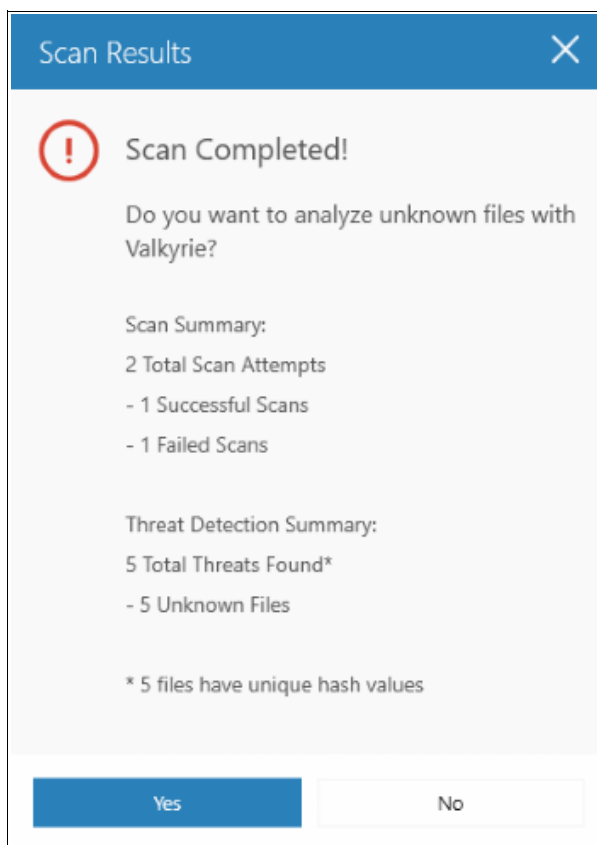 Scan Results
Scan Completed!
Do you want to analyze unknown files with
Valkyrie?
Scan Summary:
2 Total Scan Attempts
- 1 Successful Scans
- 1 Failed Scans
Threat Detection Summary:
5 Total Threats Found*
- 5 Unknown Files
* 5 files have unique hash values
Yes
No